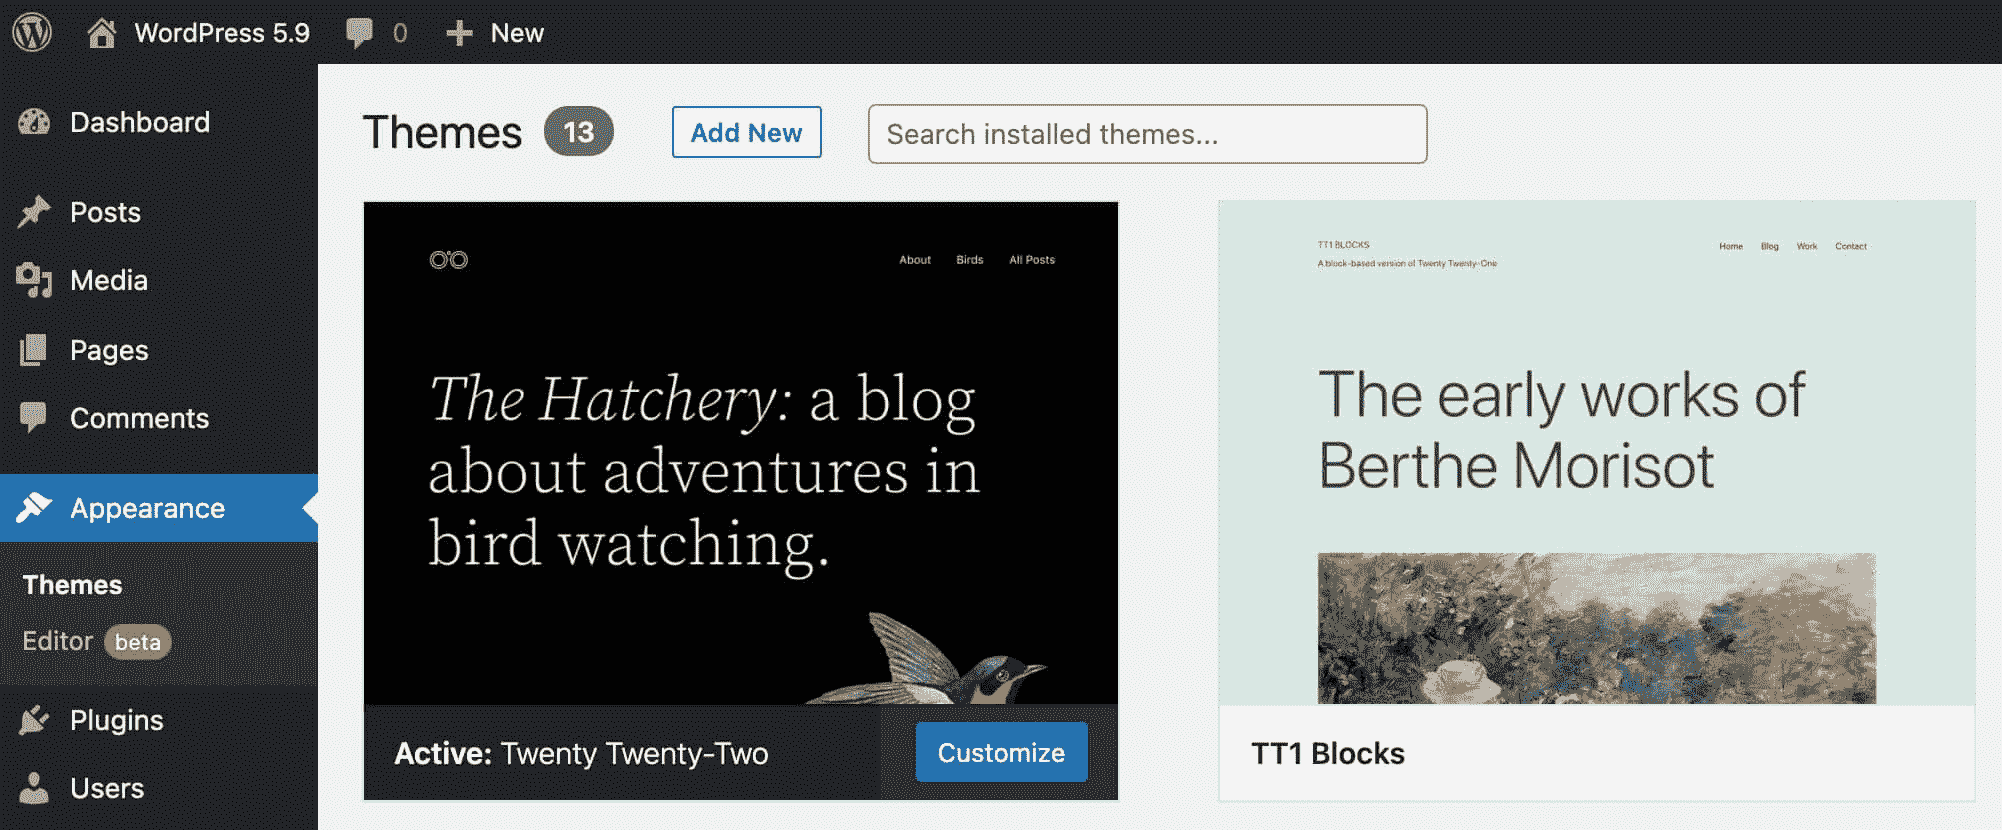 WordPress 5.9
0
New
Dashboard
Posts
Media
Pages
Comments
Appearance
Themes
Editor beta
Plugins
Users
Themes 13
Add New
Search installed themes...
About Birds All Posts
The Hatchery: a blog
about adventures in
bird watching.
Active: Twenty Twenty-Two
Customize
TT1 BLOCKS
A block-based version of Twenty Twenty-One
Home Blog Work Contact
The early works of
Berthe Morisot
TT1 Blocks